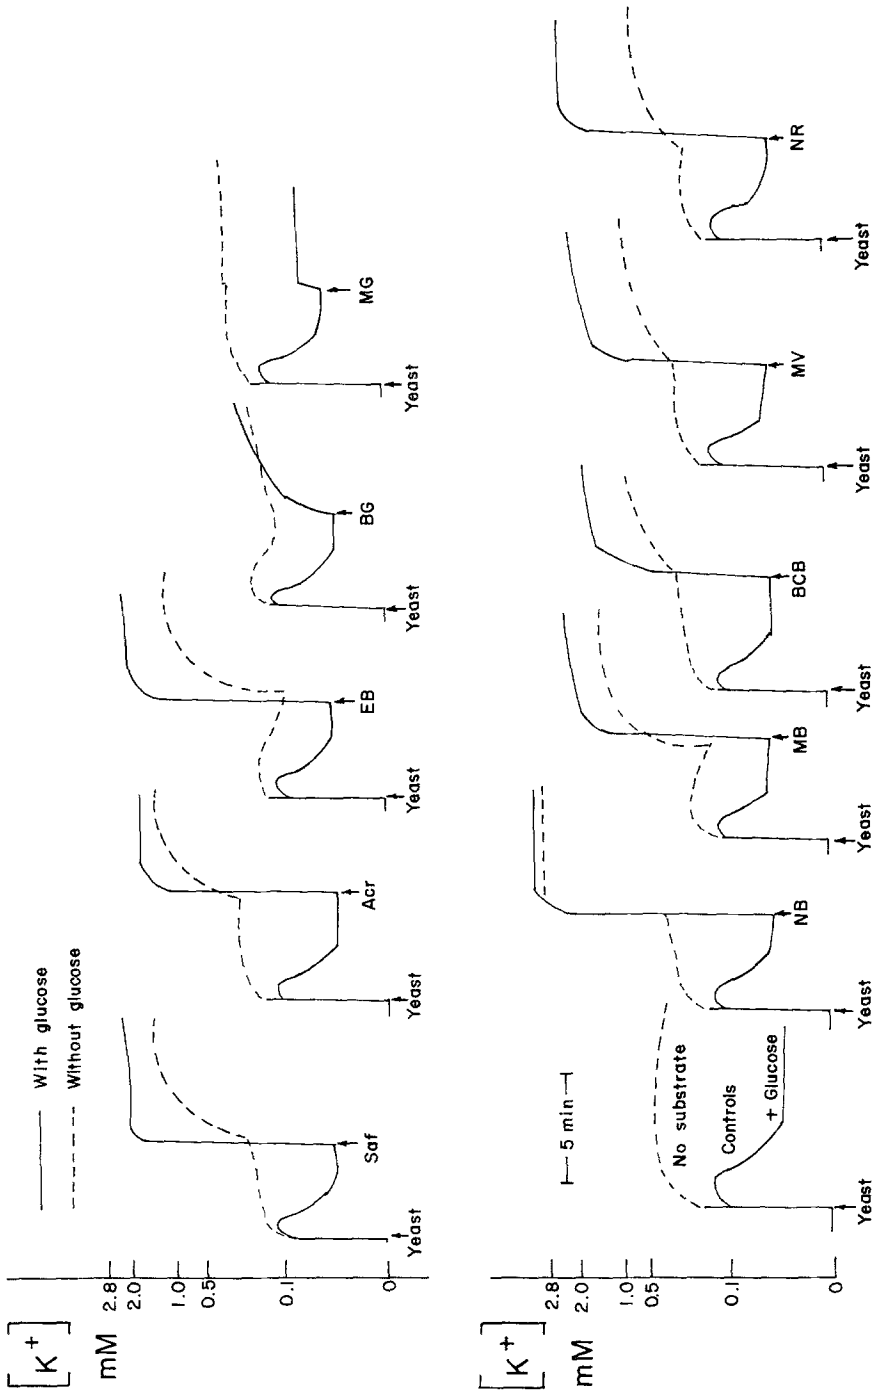 [K+]
mM
2.8
2.0
1.0
0.5
0.1
0
With glucose
Without glucose
Yeast
Saf
Yeast
Acr
Yeast
EB
Yeast
BG
Yeast
MG
[K+]
mM
2.8
2.0
1.0
0.5
0.1
0
5 min
No substrate
Controls
+ Glucose
Yeast
Yeast
NB
Yeast
MB
Yeast
BCB
Yeast
MV
Yeast
NR